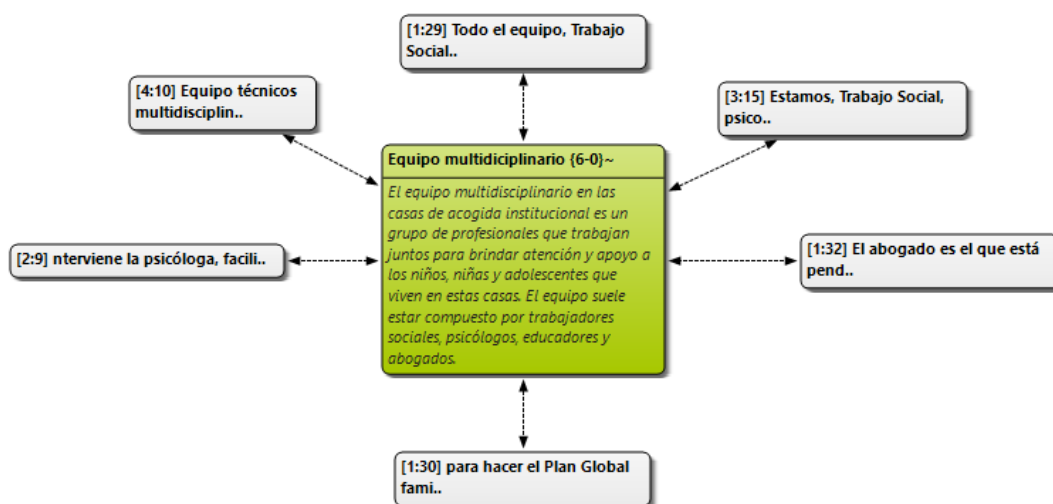 [1:29] Todo el equipo, Trabajo
Social..
[4:10] Equipo técnicos
multidisciplin..
[3:15] Estamos, Trabajo Social,
psico..
Equipo multidiciplinario {6-0}~
El equipo multidisciplinario en las
casas de acogida institucional es un
grupo de profesionales que trabajan
juntos para brindar atención y apoyo a
los niños, niñas y adolescentes que
viven en estas casas. El equipo suele
estar compuesto por trabajadores
sociales, psicólogos, educadores y
abogados.
[2:9] nterviene la psicóloga, facili..
[1:32] El abogado es el que está
pend..
[1:30] para hacer el Plan Global
fami..